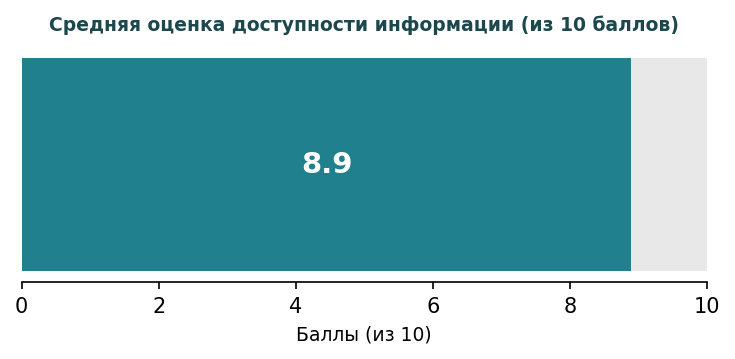 Средняя оценка доступности информации (из 10 баллов)
8.9
0 2 4 6 8 10
Баллы (из 10)